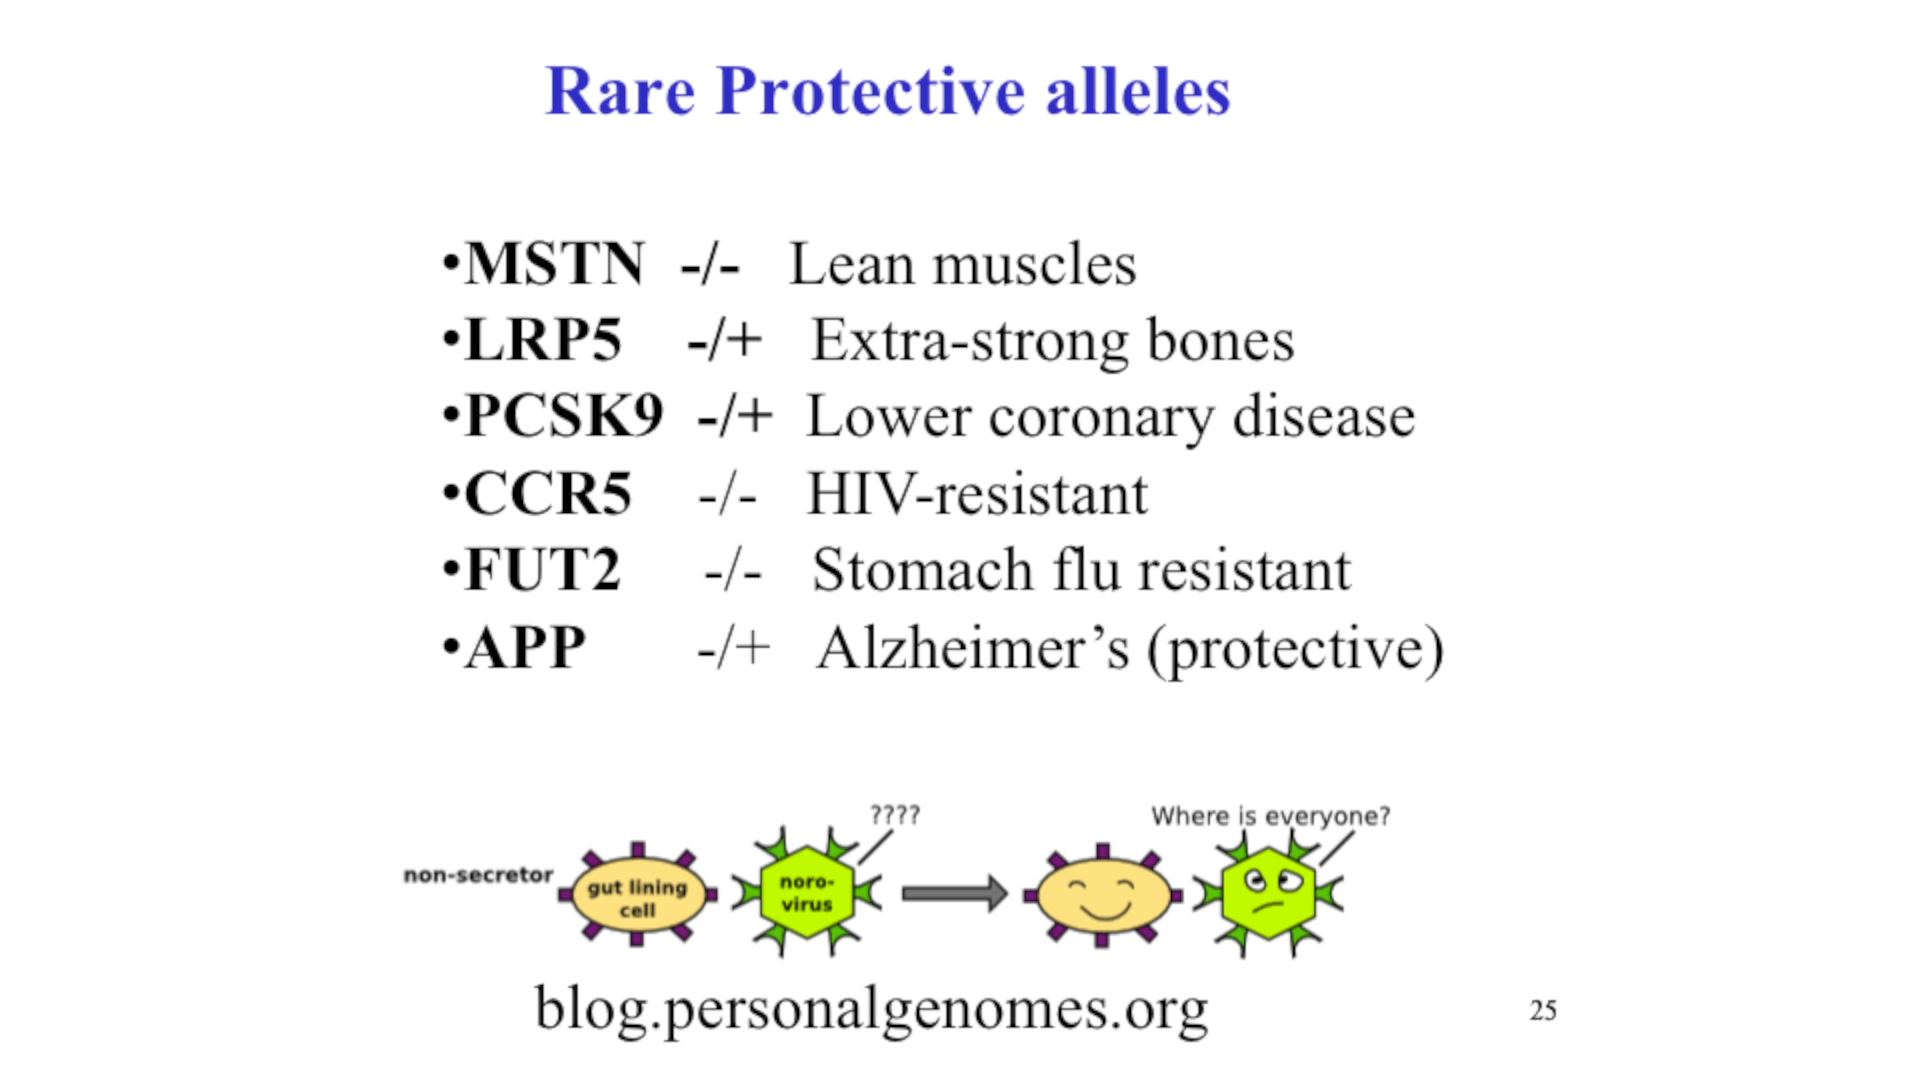 Rare Protective alleles
•MSTN -/- Lean muscles
•LRP5 -/+ Extra-strong bones
•PCSK9 -/+ Lower coronary disease
•CCR5 -/- HIV-resistant
•FUT2 -/- Stomach flu resistant
•APP -/+ Alzheimer’s (protective)
????
Where is everyone?
non-secretor
gut lining
cell
noro-
virus
blog.personalgenomes.org
25